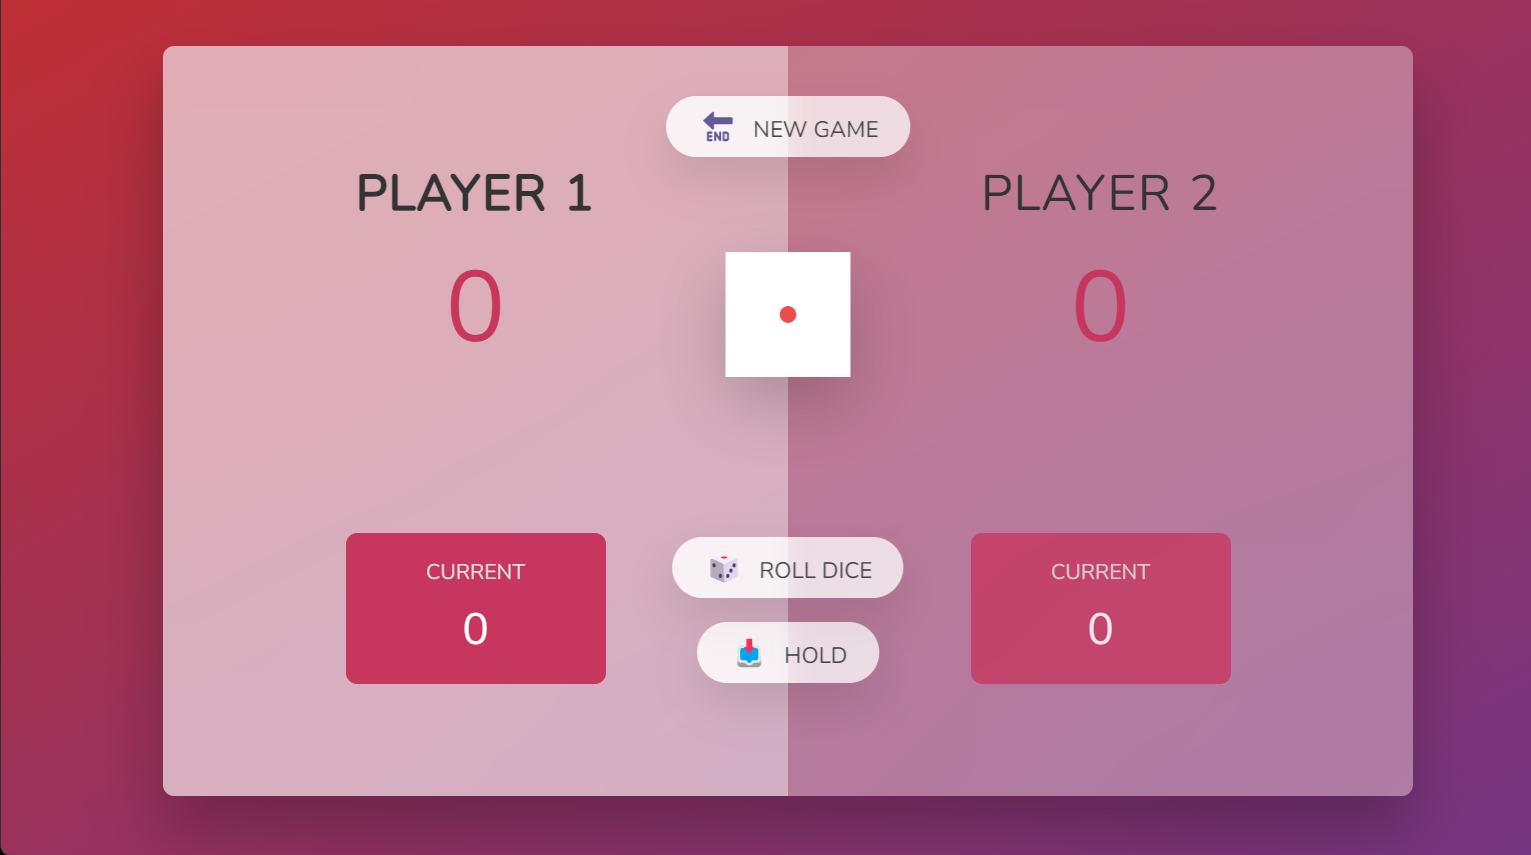 END NEW GAME
PLAYER 1
PLAYER 2
0
0
CURRENT
0
ROLL DICE
HOLD
CURRENT
0